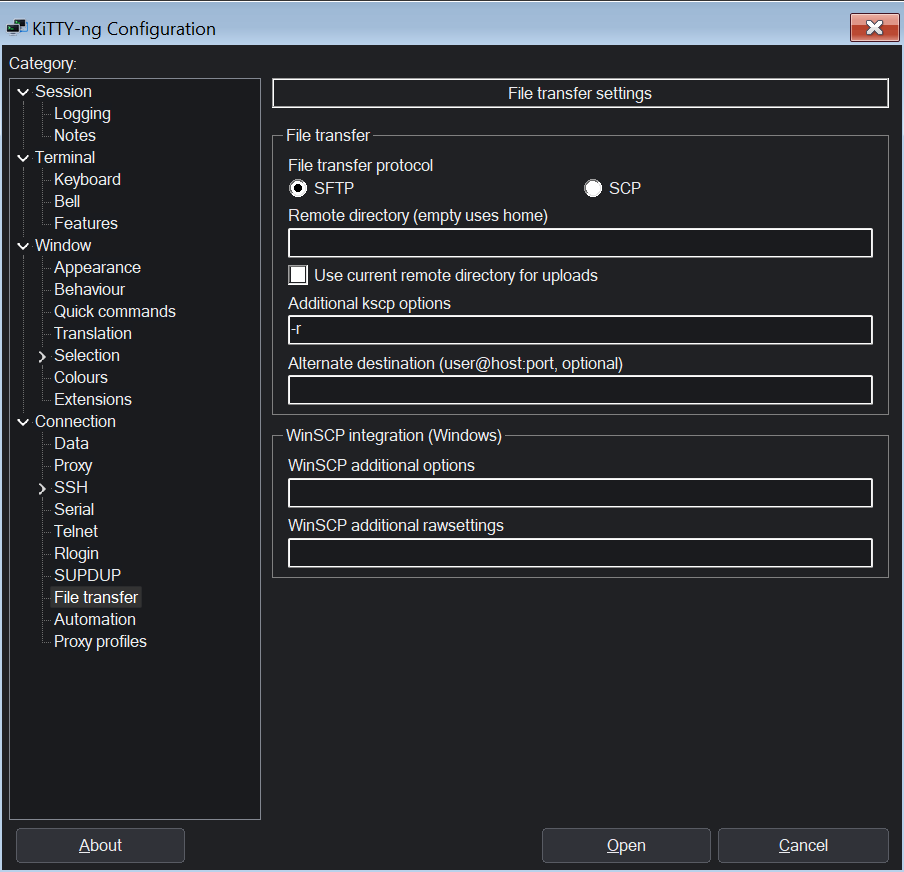 KiTTY-ng Configuration
Category:
Session
Logging
Notes
Terminal
Keyboard
Bell
Features
Window
Appearance
Behaviour
Quick commands
Translation
Selection
Colours
Extensions
Connection
Data
Proxy
SSH
Serial
Telnet
Rlogin
SUPDUP
File transfer
Automation
Proxy profiles
File transfer settings
File transfer
File transfer protocol
SFTP SCP
Remote directory (empty uses home)
Use current remote directory for uploads
Additional kscp options
-r
Alternate destination (user@host:port, optional)
WinSCP integration (Windows)
WinSCP additional options
WinSCP additional rawsettings
About Open Cancel